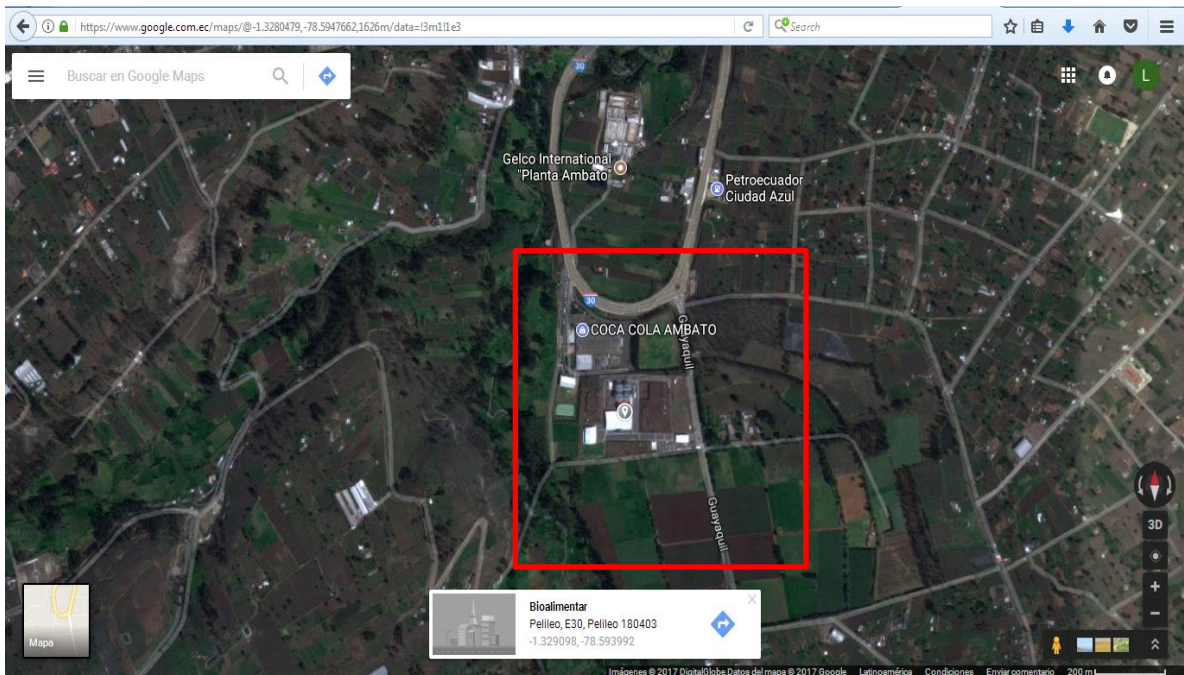 https://www.google.com.ec/maps/@-1.3280479,-78.5947662,1626m/data=!3m1!1e3
Search
Buscar en Google Maps
L
30
Gelco International
"Planta Ambato"
Petroecuador
Ciudad Azul
30
COCA COLA AMBATO
Guayaquil
Guayaquil
3D
Bioalimentar
Pelileo, E30, Pelileo 180403
-1.329098, -78.593992
Mapa
Imágenes © 2017 DigitalGlobe, Datos del mapa © 2017 Google Latinoamérica Condiciones Enviar comentario 200 m